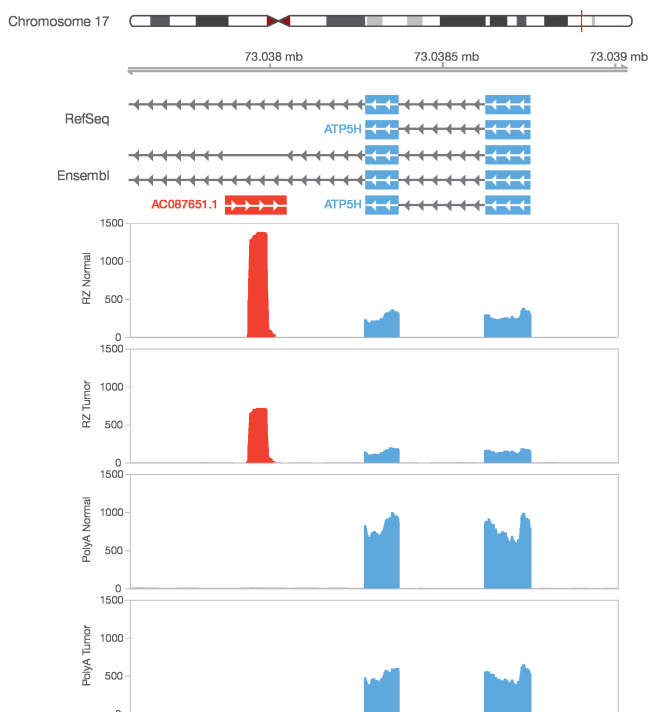 Chromosome 17
73.038 mb 73.0385 mb 73.039 mb
RefSeq
ATP5H
Ensembl
AC087651.1 ATP5H
1500
1000
500
0
RZ Normal
1500
1000
500
0
RZ Tumor
1500
1000
500
0
PolyA Normal
1500
1000
500
0
PolyA Tumor